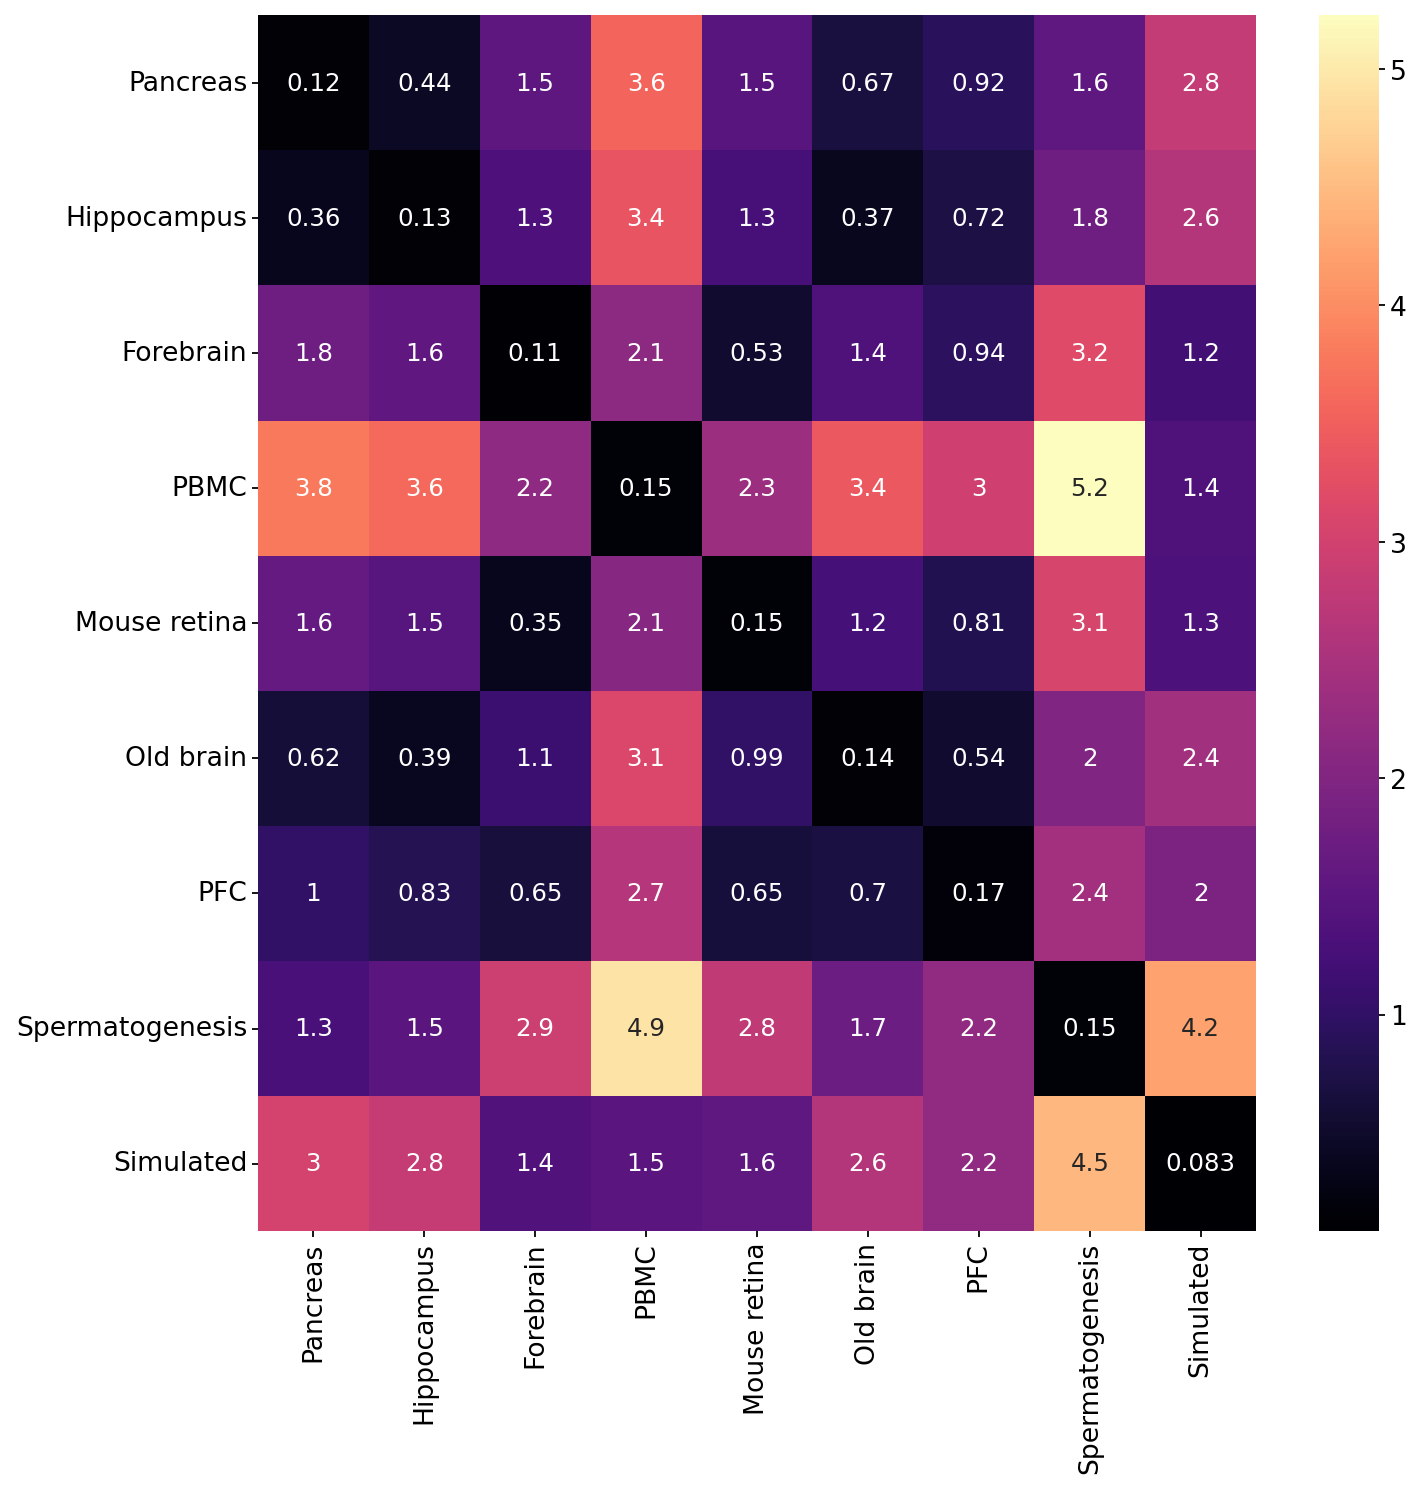 Pancreas 0.12 0.44 1.5 3.6 1.5 0.67 0.92 1.6 2.8
Hippocampus 0.36 0.13 1.3 3.4 1.3 0.37 0.72 1.8 2.6
Forebrain 1.8 1.6 0.11 2.1 0.53 1.4 0.94 3.2 1.2
PBMC 3.8 3.6 2.2 0.15 2.3 3.4 3 5.2 1.4
Mouse retina 1.6 1.5 0.35 2.1 0.15 1.2 0.81 3.1 1.3
Old brain 0.62 0.39 1.1 3.1 0.99 0.14 0.54 2 2.4
PFC 1 0.83 0.65 2.7 0.65 0.7 0.17 2.4 2
Spermatogenesis 1.3 1.5 2.9 4.9 2.8 1.7 2.2 0.15 4.2
Simulated 3 2.8 1.4 1.5 1.6 2.6 2.2 4.5 0.083
Pancreas
Hippocampus
Forebrain
PBMC
Mouse retina
Old brain
PFC
Spermatogenesis
Simulated
5
4
3
2
1